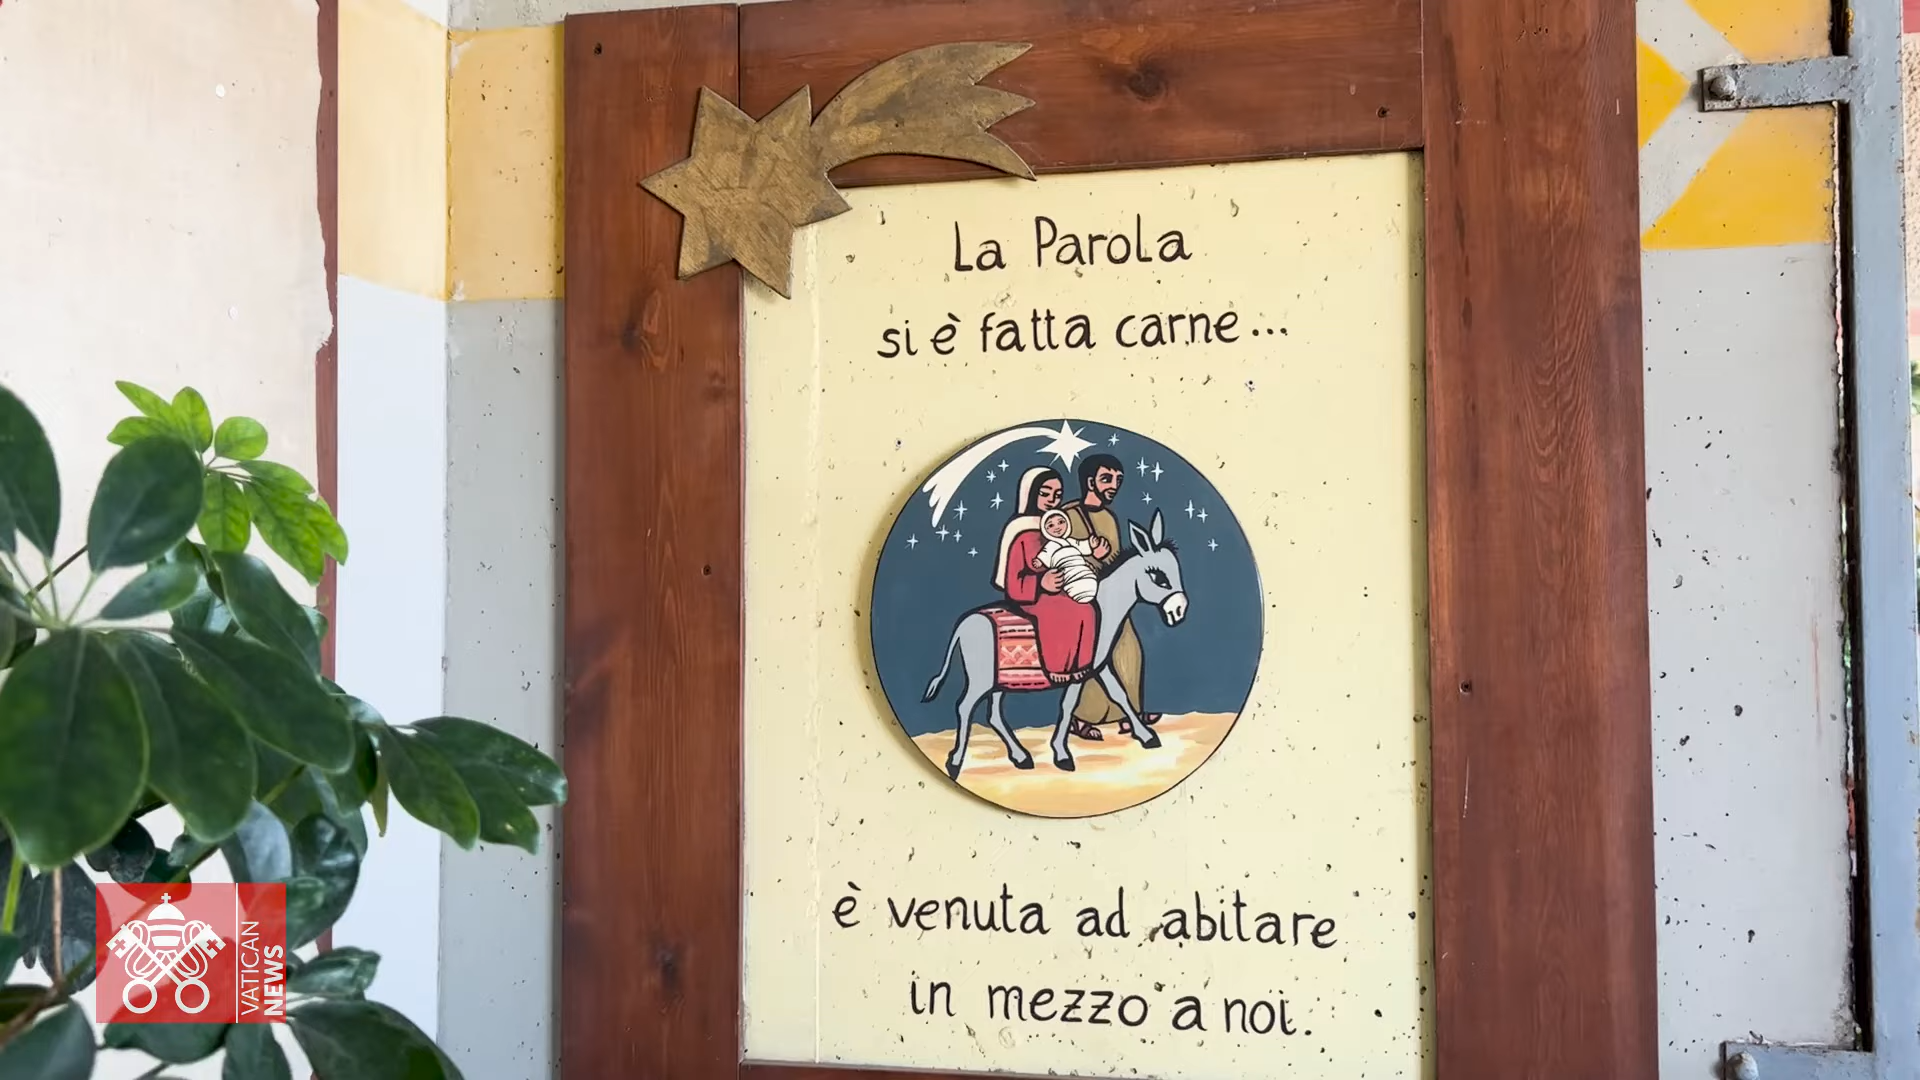 La Parola
si è fatta carne...
è venuta ad abitare
in mezzo a noi.
VATICAN
NEWS